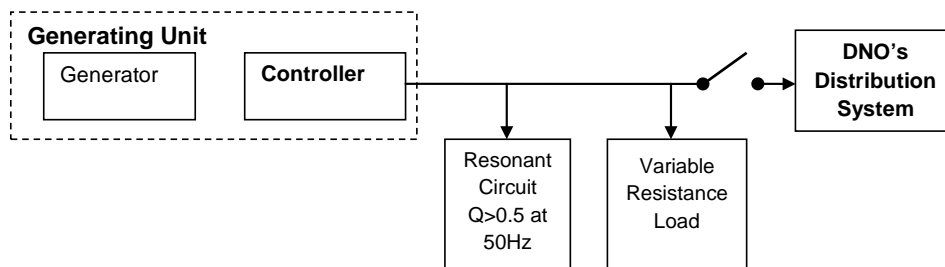 Generating Unit
Generator
Controller
DNO's
Distribution
System
Resonant
Circuit
Q>0.5 at
50Hz
Variable
Resistance
Load